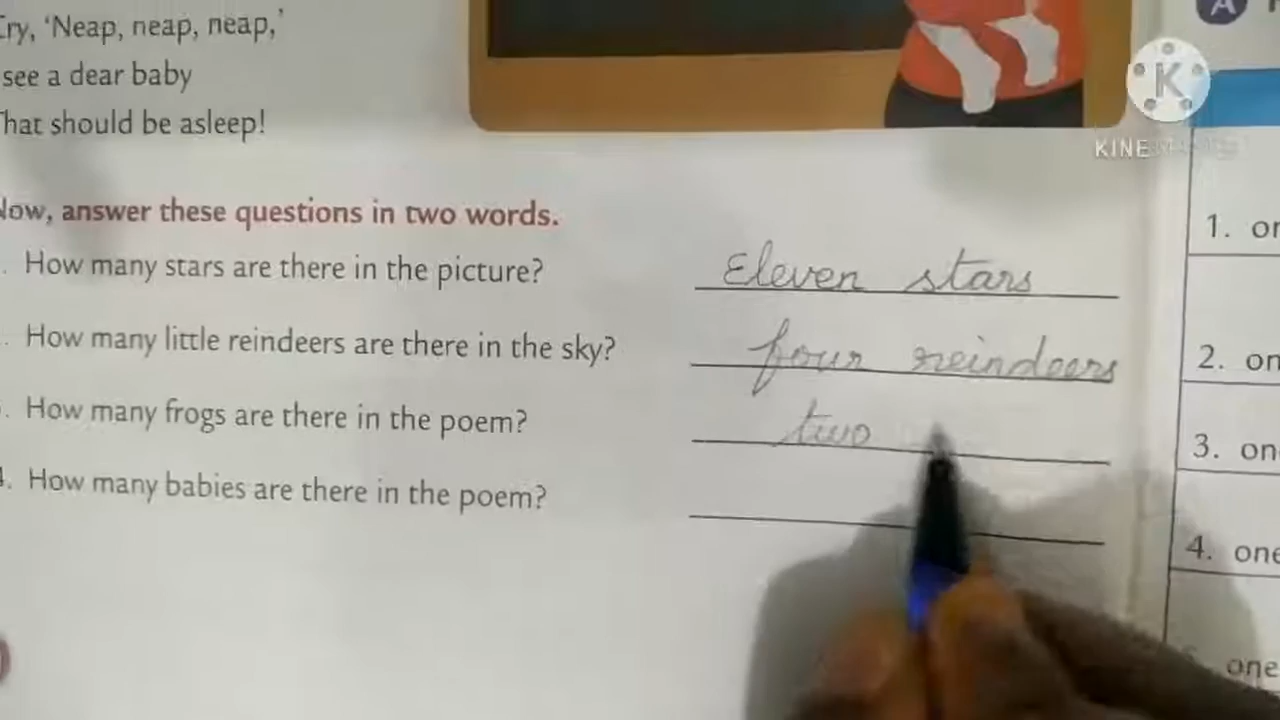 Cry, ‘Neap, neap, neap,’
see a dear baby
That should be asleep!
Now, answer these questions in two words.
How many stars are there in the picture? Eleven stars
How many little reindeers are there in the sky? four reindeers
How many frogs are there in the poem? two
4. How many babies are there in the poem?
A
K
KINEMASTER
1. or
2. on
3. on
4. one
one